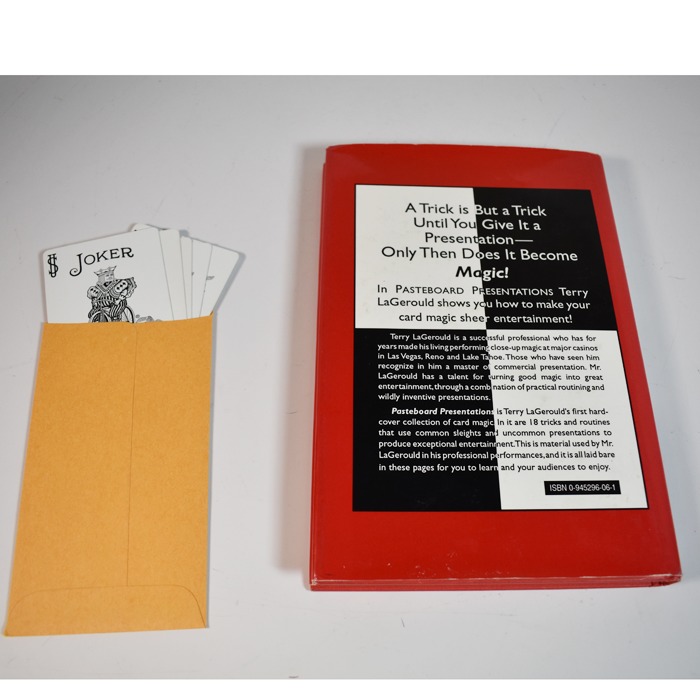 JOKER
A Trick is But a Trick
Until You Give It a
Presentation—
Only Then Does It Become
Magic!
In PASTEBOARD PRESENTATIONS Terry
LaGerould shows you how to make your
card magic sheer entertainment!
Terry LaGerould is a successful professional who has for
years made his living performing close-up magic at major casinos
in Las Vegas, Reno and Lake Tahoe. Those who have seen him
recognize in him a master of commercial presentation. Mr.
LaGerould has a talent for turning good magic into great
entertainment, through a combination of practical routining and
wildly inventive presentations.
Pasteboard Presentations is Terry LaGerould's first hard-
cover collection of card magic. In it are 18 tricks and routines
that use common sleights and uncommon presentations to
produce exceptional entertainment. This is material used by Mr.
LaGerould in his professional performances, and it is all laid bare
in these pages for you to learn and your audiences to enjoy.
ISBN 0-945296-06-1